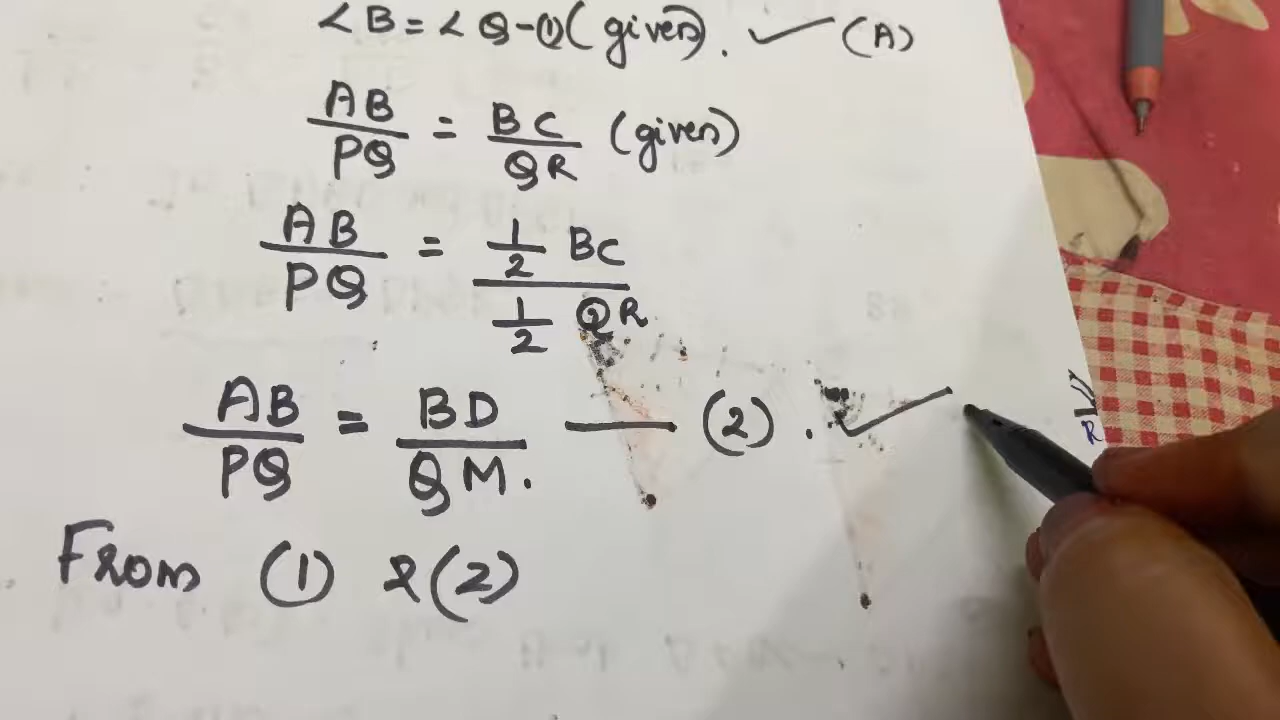 ∠B = ∠Q - ① (given). ✓ (A)
AB/PQ = BC/QR (given)
AB/PQ = 1/2 BC / 1/2 QR
AB/PQ = BD/QM. — (2). ✓
From (1) & (2)
R